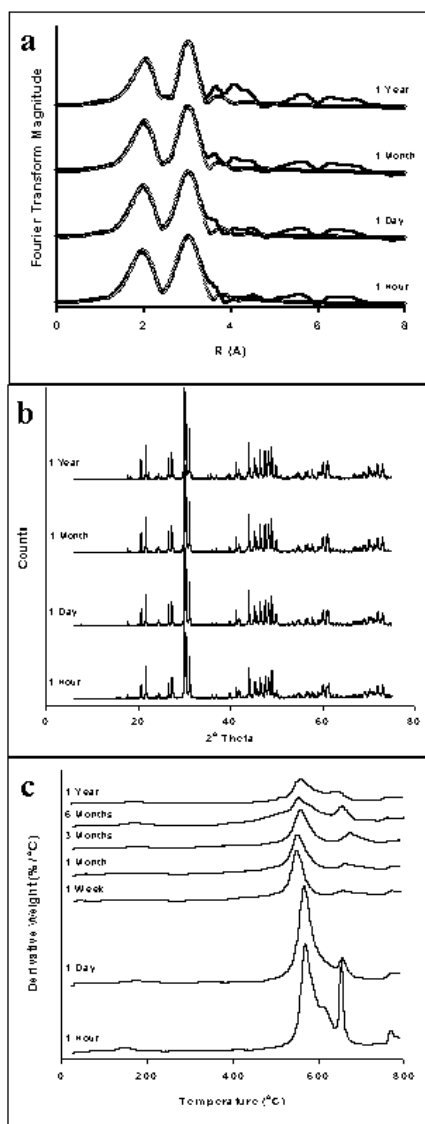 a
Fourier Transform Magnitude
1 Year
1 Month
1 Day
1 Hour
0 2 4 6 8
R (A)
b
Counts
1 Year
1 Month
1 Day
1 Hour
0 20 40 60 80
2° Theta
c
Derivative Weight (% / °C)
1 Year
6 Months
3 Months
1 Month
1 Week
1 Day
1 Hour
0 200 400 600 800
Temperature (°C)